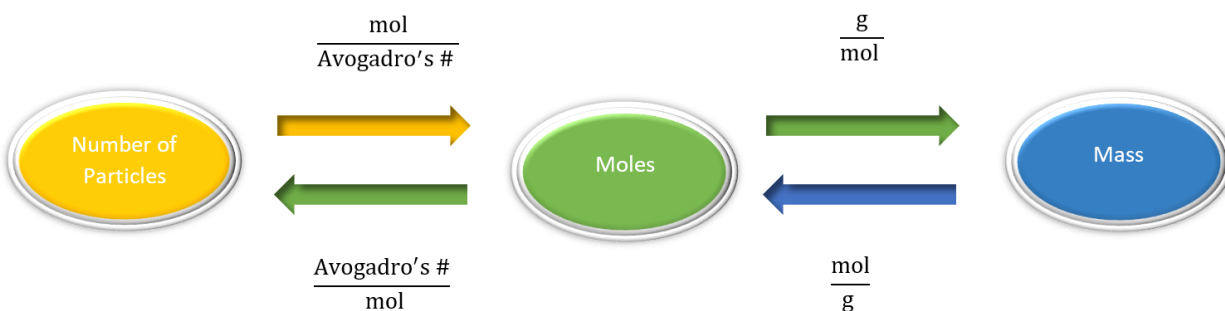 mol
Avogadro′s #
g
mol
Number of
Particles
Moles
Mass
Avogadro′s #
mol
mol
g